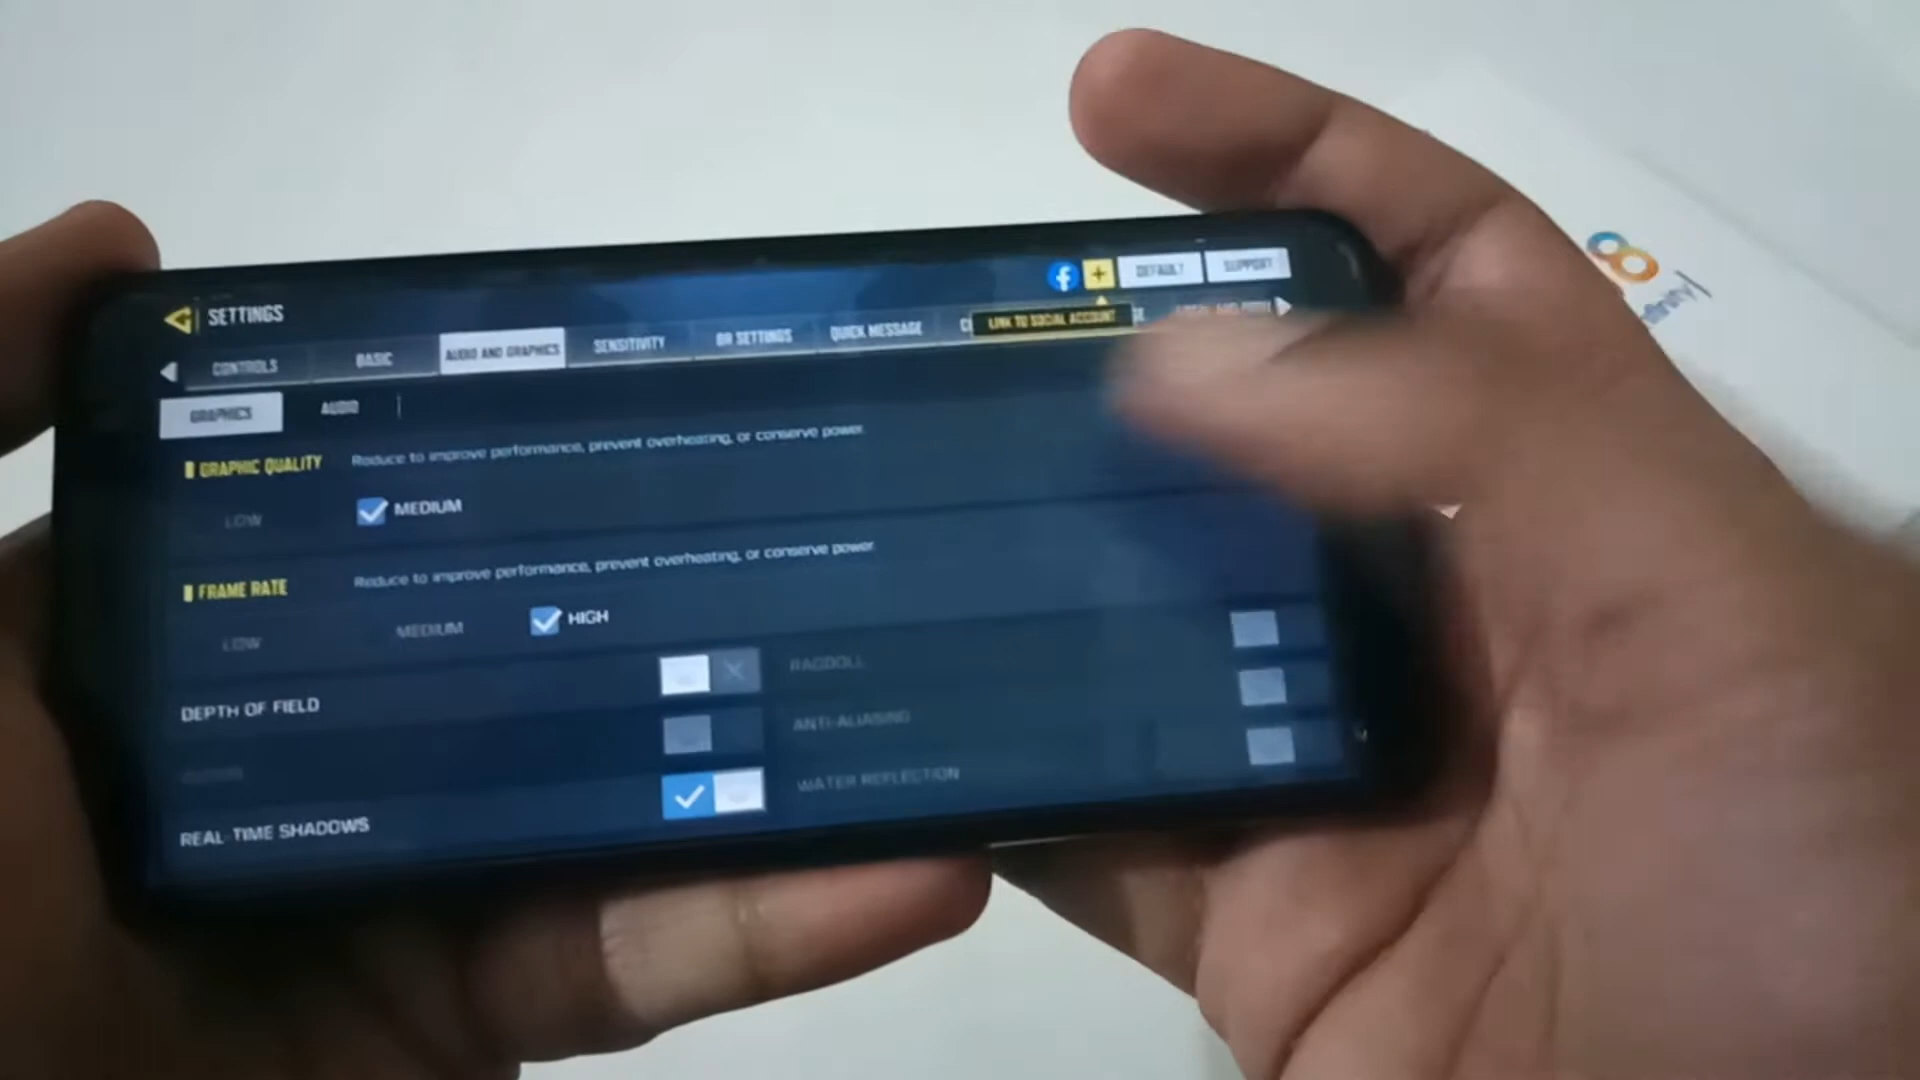 SETTINGS
DEFAULT
SUPPORT
CONTROLS
BASIC
AUDIO AND GRAPHICS
SENSITIVITY
BR SETTINGS
QUICK MESSAGE
LINK TO SOCIAL ACCOUNT
GRAPHICS
AUDIO
GRAPHIC QUALITY
Reduce to improve performance, prevent overheating, or conserve power.
LOW
MEDIUM
FRAME RATE
Reduce to improve performance, prevent overheating, or conserve power.
LOW
MEDIUM
HIGH
DEPTH OF FIELD
RAGDOLL
ANTI-ALIASING
REAL-TIME SHADOWS
WATER REFLECTION